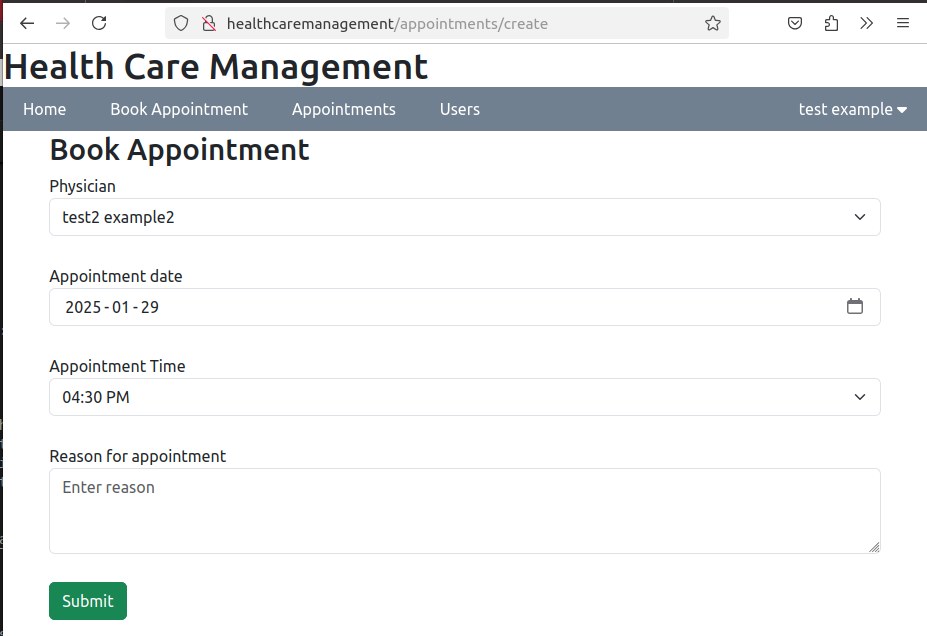 healthcaremanagement/appointments/create
Health Care Management
Home Book Appointment Appointments Users test example
Book Appointment
Physician
test2 example2
Appointment date
2025-01-29
Appointment Time
04:30 PM
Reason for appointment
Enter reason
Submit